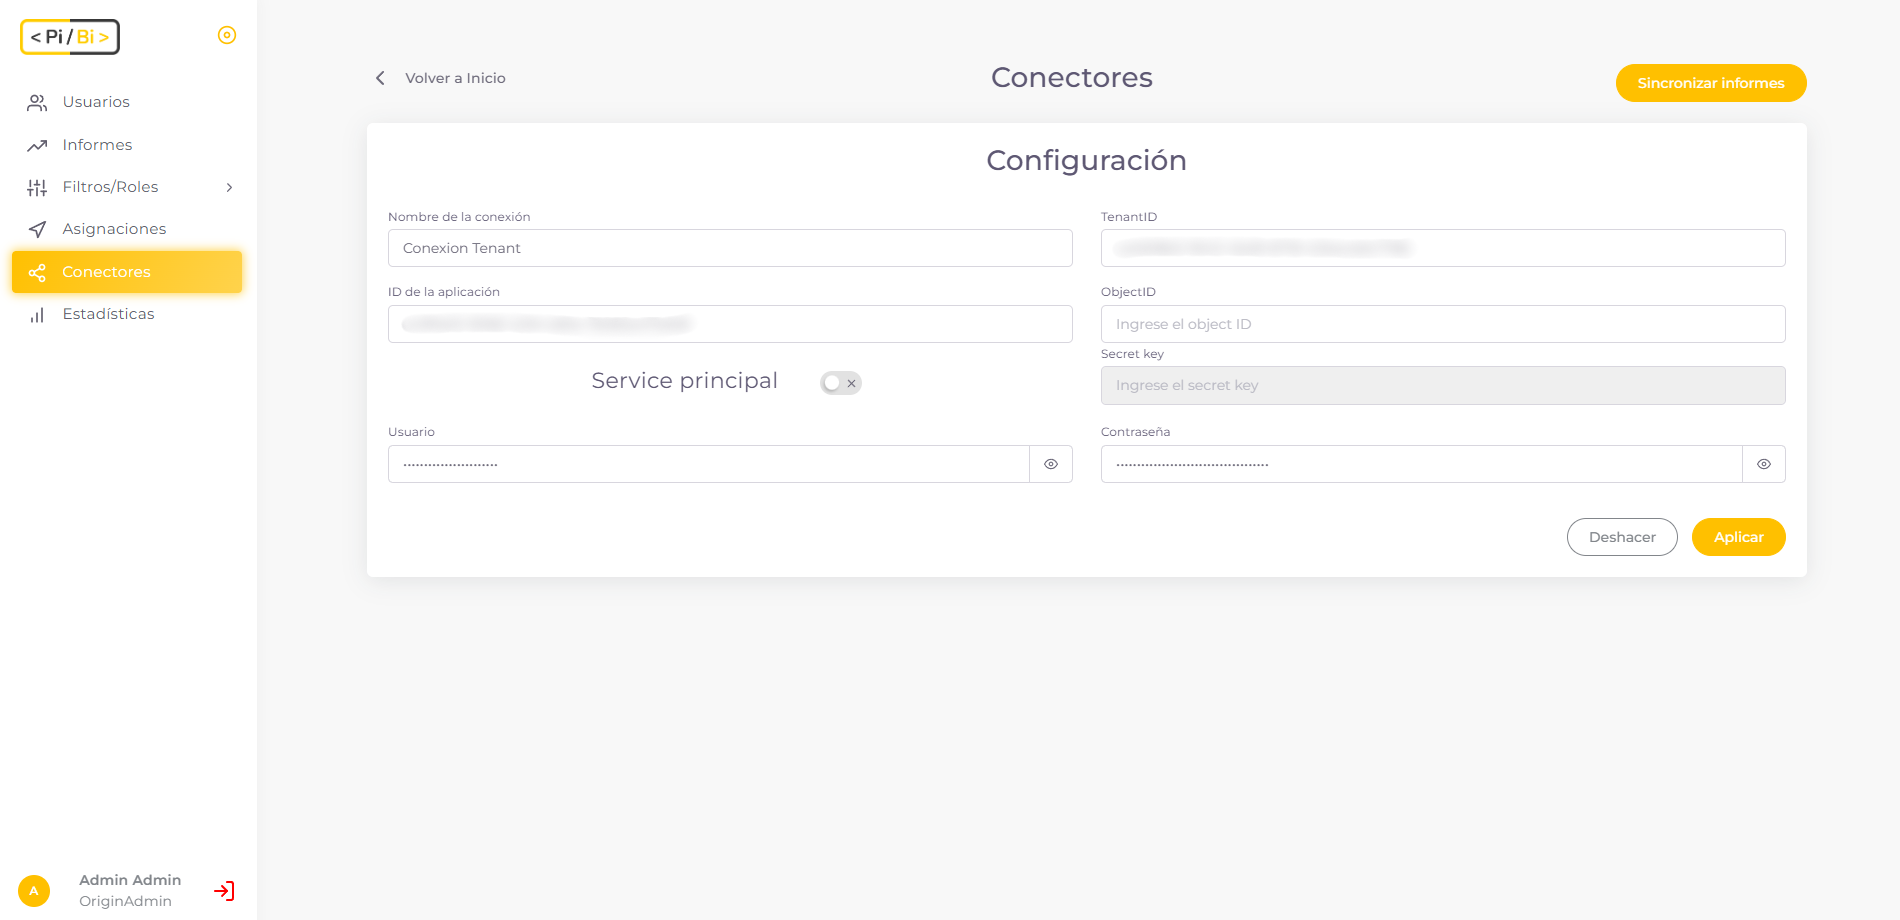 < Pi / Bi >
Usuarios
Informes
Filtros/Roles
Asignaciones
Conectores
Estadísticas
Admin Admin
A
OriginAdmin
Volver a Inicio
Conectores
Sincronizar informes
Configuración
Nombre de la conexión
Conexion Tenant
TenantID
ID de la aplicación
ObjectID
Ingrese el object ID
Service principal
Secret key
Ingrese el secret key
Usuario
Contraseña
Deshacer
Aplicar